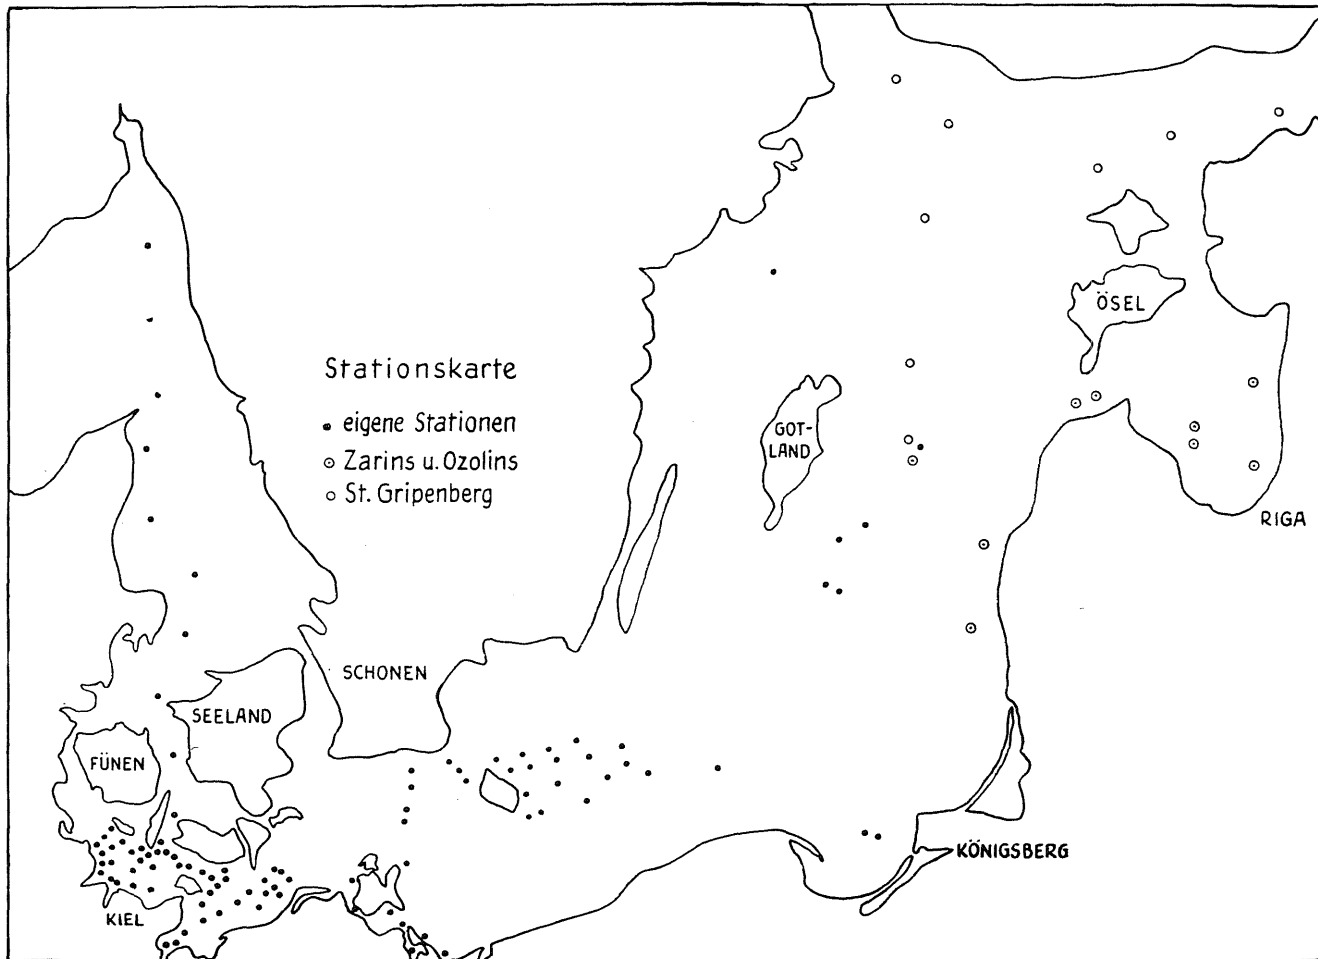 ÖSEL
Stationskarte
eigene Stationen
Zarins u. Ozolins
St. Gripenberg
GOT-
LAND
RIGA
SCHONEN
SEELAND
FÜNEN
KÖNIGSBERG
KIEL